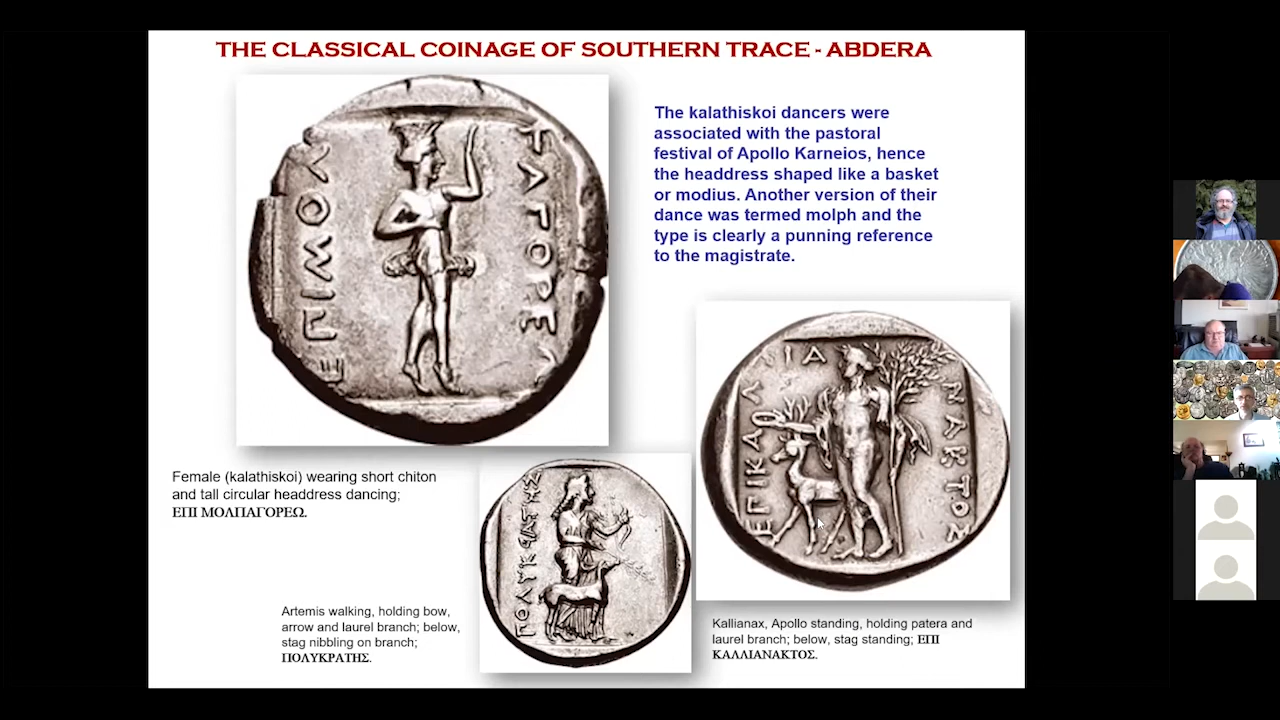 THE CLASSICAL COINAGE OF SOUTHERN TRACE - ABDERA
The kalathiskoi dancers were
associated with the pastoral
festival of Apollo Karneios, hence
the headdress shaped like a basket
or modius. Another version of their
dance was termed molph and the
type is clearly a punning reference
to the magistrate.
Female (kalathiskoi) wearing short chiton
and tall circular headdress dancing;
ΕΠΙ ΜΟΛΠΑΓΟΡΕΩ.
Artemis walking, holding bow,
arrow and laurel branch; below,
stag nibbling on branch;
ΠΟΛΥΚΡΑΤΗΣ.
Kallianax, Apollo standing, holding patera and
laurel branch; below, stag standing; ΕΠΙ
ΚΑΛΛΙΑΝΑΚΤΟΣ.